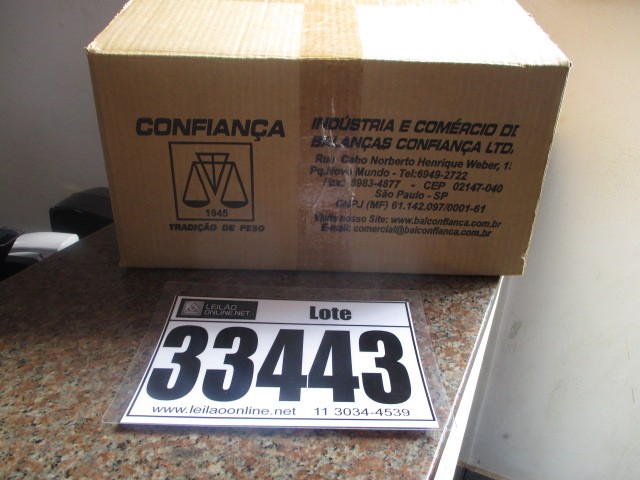 CONFIANÇA
1945
TRADIÇÃO DE PESO
INDÚSTRIA E COMÉRCIO DE
BALANÇAS CONFIANÇA LTD.
Rua Cabo Norberto Henrique Weber,
Pq.Novo Mundo - Tel:6949-2722
Fax: 6983-4877 - CEP 02147-040
São Paulo - SP
CNPJ (MF) 61.142.097/0001-61
Visite nosso Site: www.balconfianca.com.br
E-mail: comercial@balconfianca.com.br
LEILÃO
ONLINE.NET
Lote
33443
www.leilaoonline.net 11 3034-4539